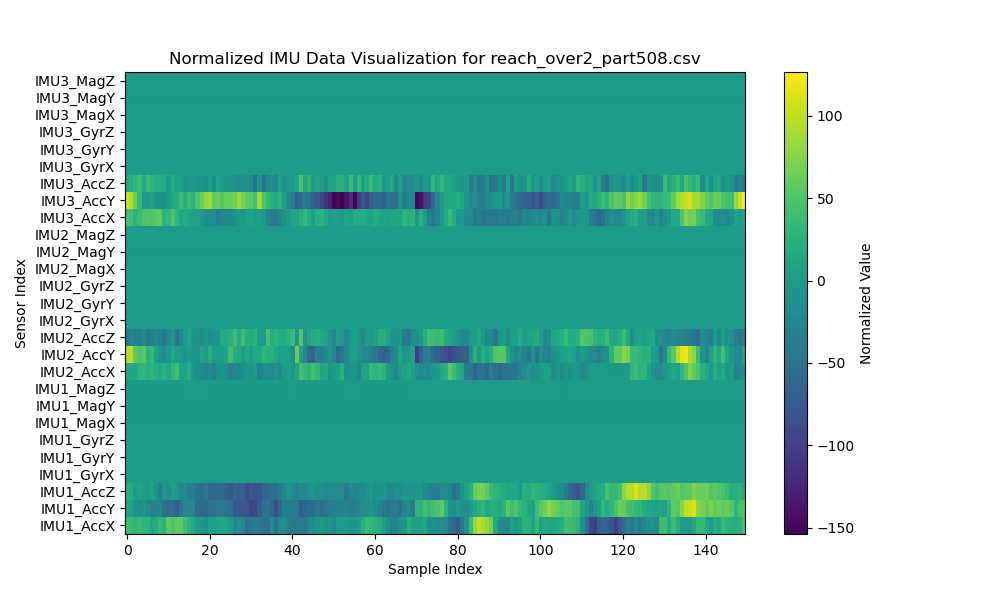 Normalized IMU Data Visualization for reach_over2_part508.csv
IMU3_MagZ
IMU3_MagY
IMU3_MagX
IMU3_GyrZ
IMU3_GyrY
IMU3_GyrX
IMU3_AccZ
IMU3_AccY
IMU3_AccX
IMU2_MagZ
IMU2_MagY
IMU2_MagX
IMU2_GyrZ
IMU2_GyrY
IMU2_GyrX
IMU2_AccZ
IMU2_AccY
IMU2_AccX
IMU1_MagZ
IMU1_MagY
IMU1_MagX
IMU1_GyrZ
IMU1_GyrY
IMU1_GyrX
IMU1_AccZ
IMU1_AccY
IMU1_AccX
Sensor Index
0 20 40 60 80 100 120 140
Sample Index
100
50
0
−50
−100
−150
Normalized Value